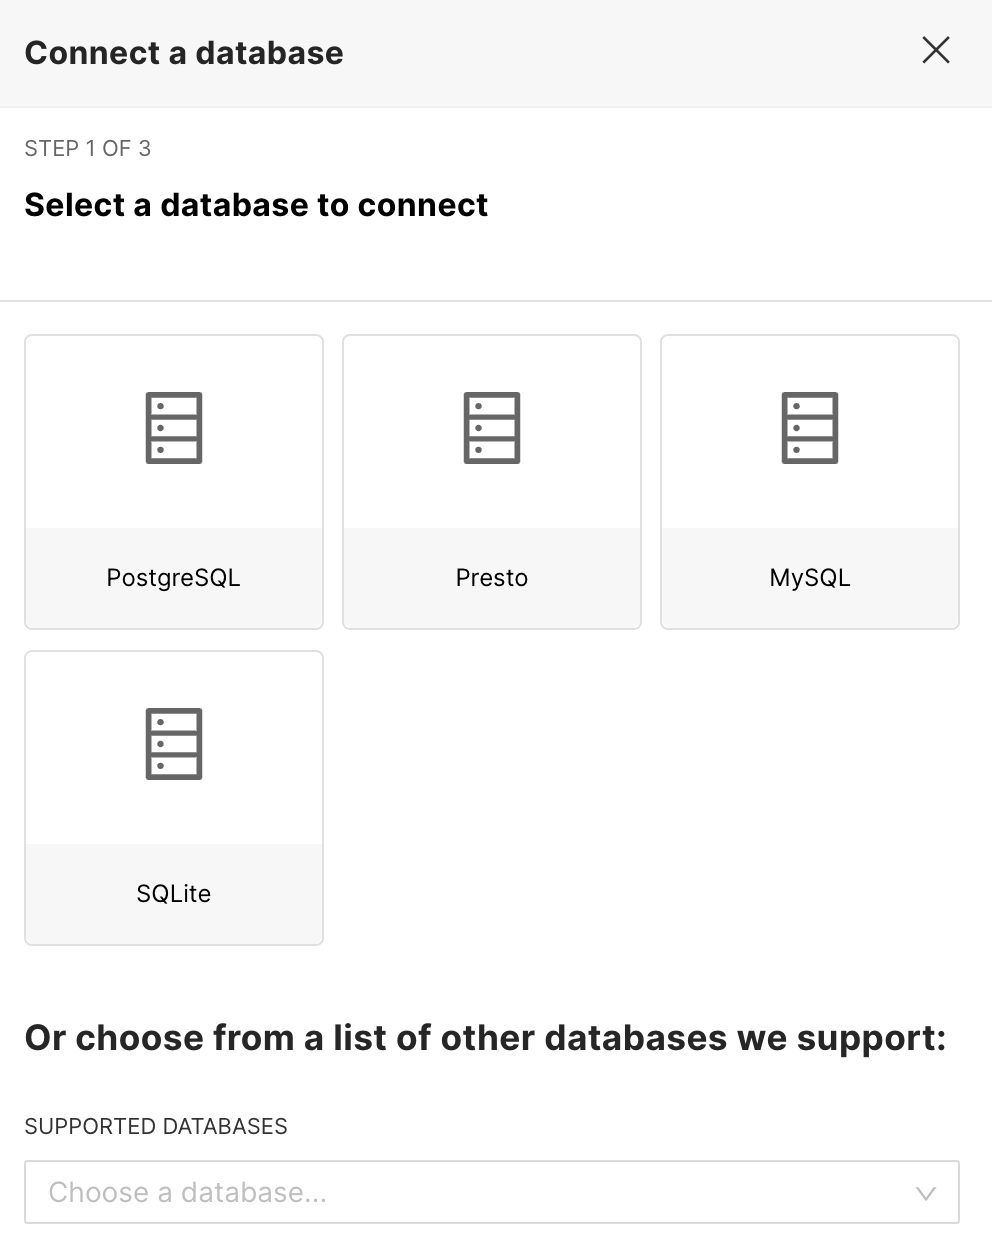 Connect a database
STEP 1 OF 3
Select a database to connect
PostgreSQL
Presto
MySQL
SQLite
Or choose from a list of other databases we support:
SUPPORTED DATABASES
Choose a database...